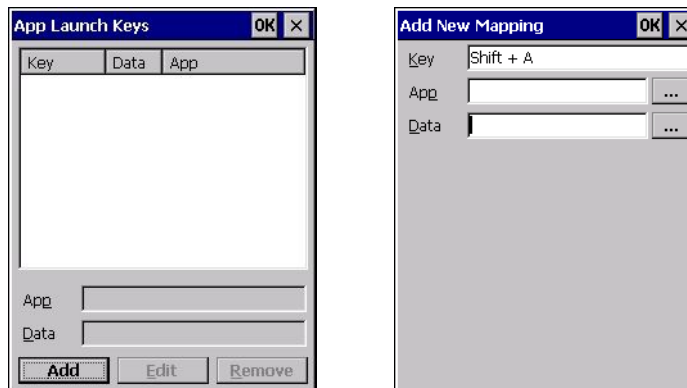 App Launch Keys OK ×
Key Data App
App
Data
Add Edit Remove
Add New Mapping OK ×
Key Shift + A
App ...
Data ...